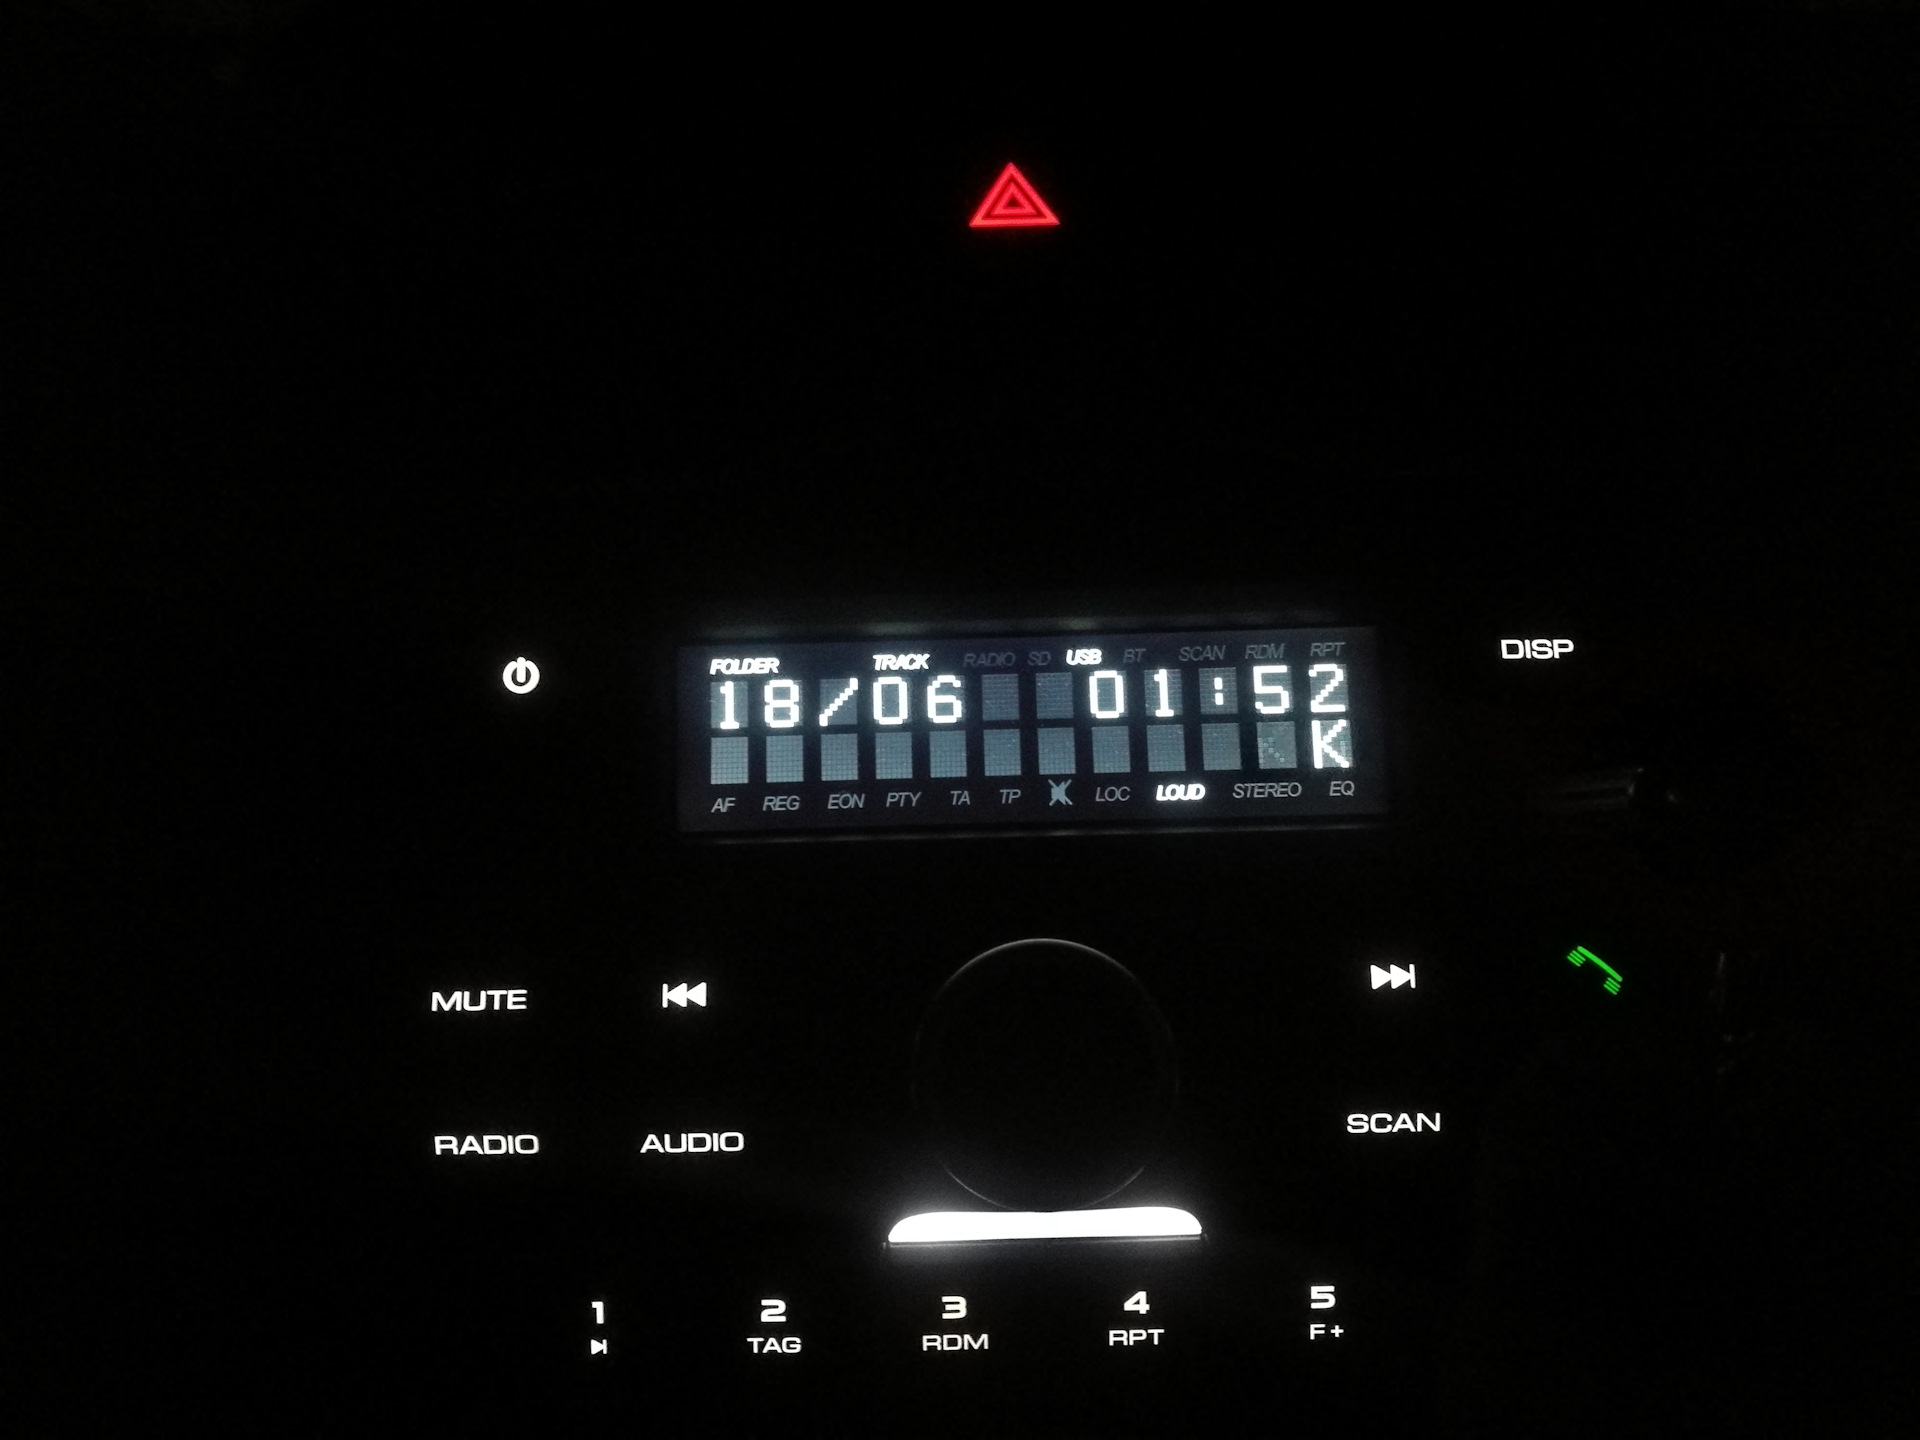 FOLDER TRACK RADIO SD USB BT SCAN RDM RPT
18/06 01:52
K
AF REG EON PTY TA TP LOC LOUD STEREO EQ
DISP
MUTE
RADIO AUDIO SCAN
1 2 3 4 5
TAG RDM RPT F+